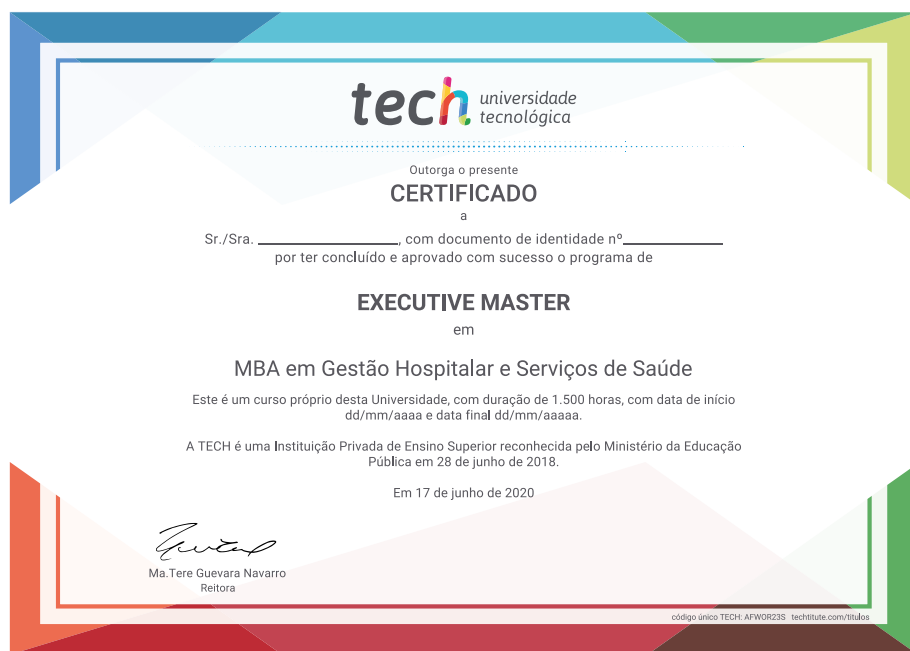 tech universidade
tecnológica
Outorga o presente
CERTIFICADO
a
Sr./Sra. __________________, com documento de identidade nº_____________
por ter concluído e aprovado com sucesso o programa de
EXECUTIVE MASTER
em
MBA em Gestão Hospitalar e Serviços de Saúde
Este é um curso próprio desta Universidade, com duração de 1.500 horas, com data de início
dd/mm/aaaa e data final dd/mm/aaaaa.
A TECH é uma Instituição Privada de Ensino Superior reconhecida pelo Ministério da Educação
Pública em 28 de junho de 2018.
Em 17 de junho de 2020
Ma.Tere Guevara Navarro
Reitora
código único TECH: AFWOR23S techtitute.com/titulos